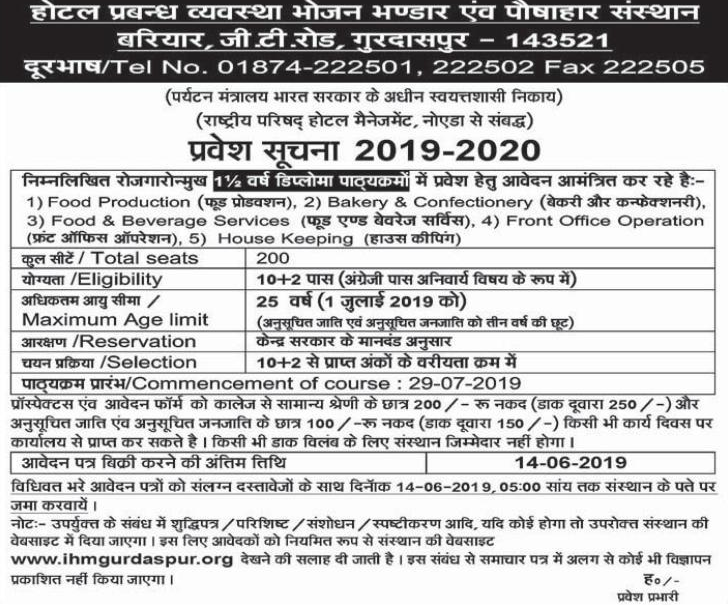 होटल प्रबन्ध व्यवस्था भोजन भण्डार एंव पौषाहार संस्थान
बरियार, जी.टी.रोड, गुरदासपुर – 143521
दूरभाष/Tel No. 01874-222501, 222502 Fax 222505
(पर्यटन मंत्रालय भारत सरकार के अधीन स्वयत्तशासी निकाय)
(राष्ट्रीय परिषद् होटल मैनेजमेंट, नोएडा से संबद्ध)
प्रवेश सूचना 2019-2020
निम्नलिखित रोजगारोन्मुख 1½ वर्ष डिप्लोमा पाठ्यक्रमों में प्रवेश हेतु आवेदन आमंत्रित कर रहे हैः-
1) Food Production (फूड प्रोडक्शन), 2) Bakery & Confectionery (बेकरी और कन्फेक्शनरी),
3) Food & Beverage Services (फूड एण्ड बेवरेज सर्विस), 4) Front Office Operation
(फ्रंट ऑफिस ऑपरेशन), 5) House Keeping (हाउस कीपिंग)
कुल सीटें / Total seats 200
योग्यता /Eligibility 10+2 पास (अंग्रेजी पास अनिवार्य विषय के रूप में)
अधिकतम आयु सीमा / 25 वर्ष (1 जुलाई 2019 को)
Maximum Age limit (अनुसूचित जाति एवं अनुसूचित जनजाति को तीन वर्ष की छूट)
आरक्षण /Reservation केन्द्र सरकार के मानदंड अनुसार
चयन प्रक्रिया /Selection 10+2 से प्राप्त अंकों के वरीयता क्रम में
पाठ्यक्रम प्रारंभ/Commencement of course : 29-07-2019
प्रॉस्पेक्टस एंव आवेदन फॉर्म को कालेज से सामान्य श्रेणी के छात्र 200/- रू नकद (डाक दूवारा 250/-) और
अनुसूचित जाति एंव अनुसूचित जनजाति के छात्र 100/-रू नकद (डाक दूवारा 150/-) किसी भी कार्य दिवस पर
कार्यालय से प्राप्त कर सकते है। किसी भी डाक विलंब के लिए संस्थान जिम्मेदार नहीं होगा।
आवेदन पत्र बिक्री करने की अंतिम तिथि 14-06-2019
विधिवत भरे आवेदन पत्रों को संलग्न दस्तावेजों के साथ दिनॉक 14-06-2019, 05:00 सांय तक संस्थान के पते पर
जमा करवायें।
नोटः- उपर्युक्त के संबंध में शुद्धिपत्र/परिशिष्ट/संशोधन/स्पष्टीकरण आदि, यदि कोई होगा तो उपरोक्त संस्थान की
वेबसाइट में दिया जाएगा। इस लिए आवेदकों को नियमित रूप से संस्थान की वेबसाइट
www.ihmgurdaspur.org देखने की सलाह दी जाती है। इस संबंध से समाचार पत्र में अलग से कोई भी विज्ञापन
प्रकाशित नहीं किया जाएगा। ह०/-
प्रवेश प्रभारी